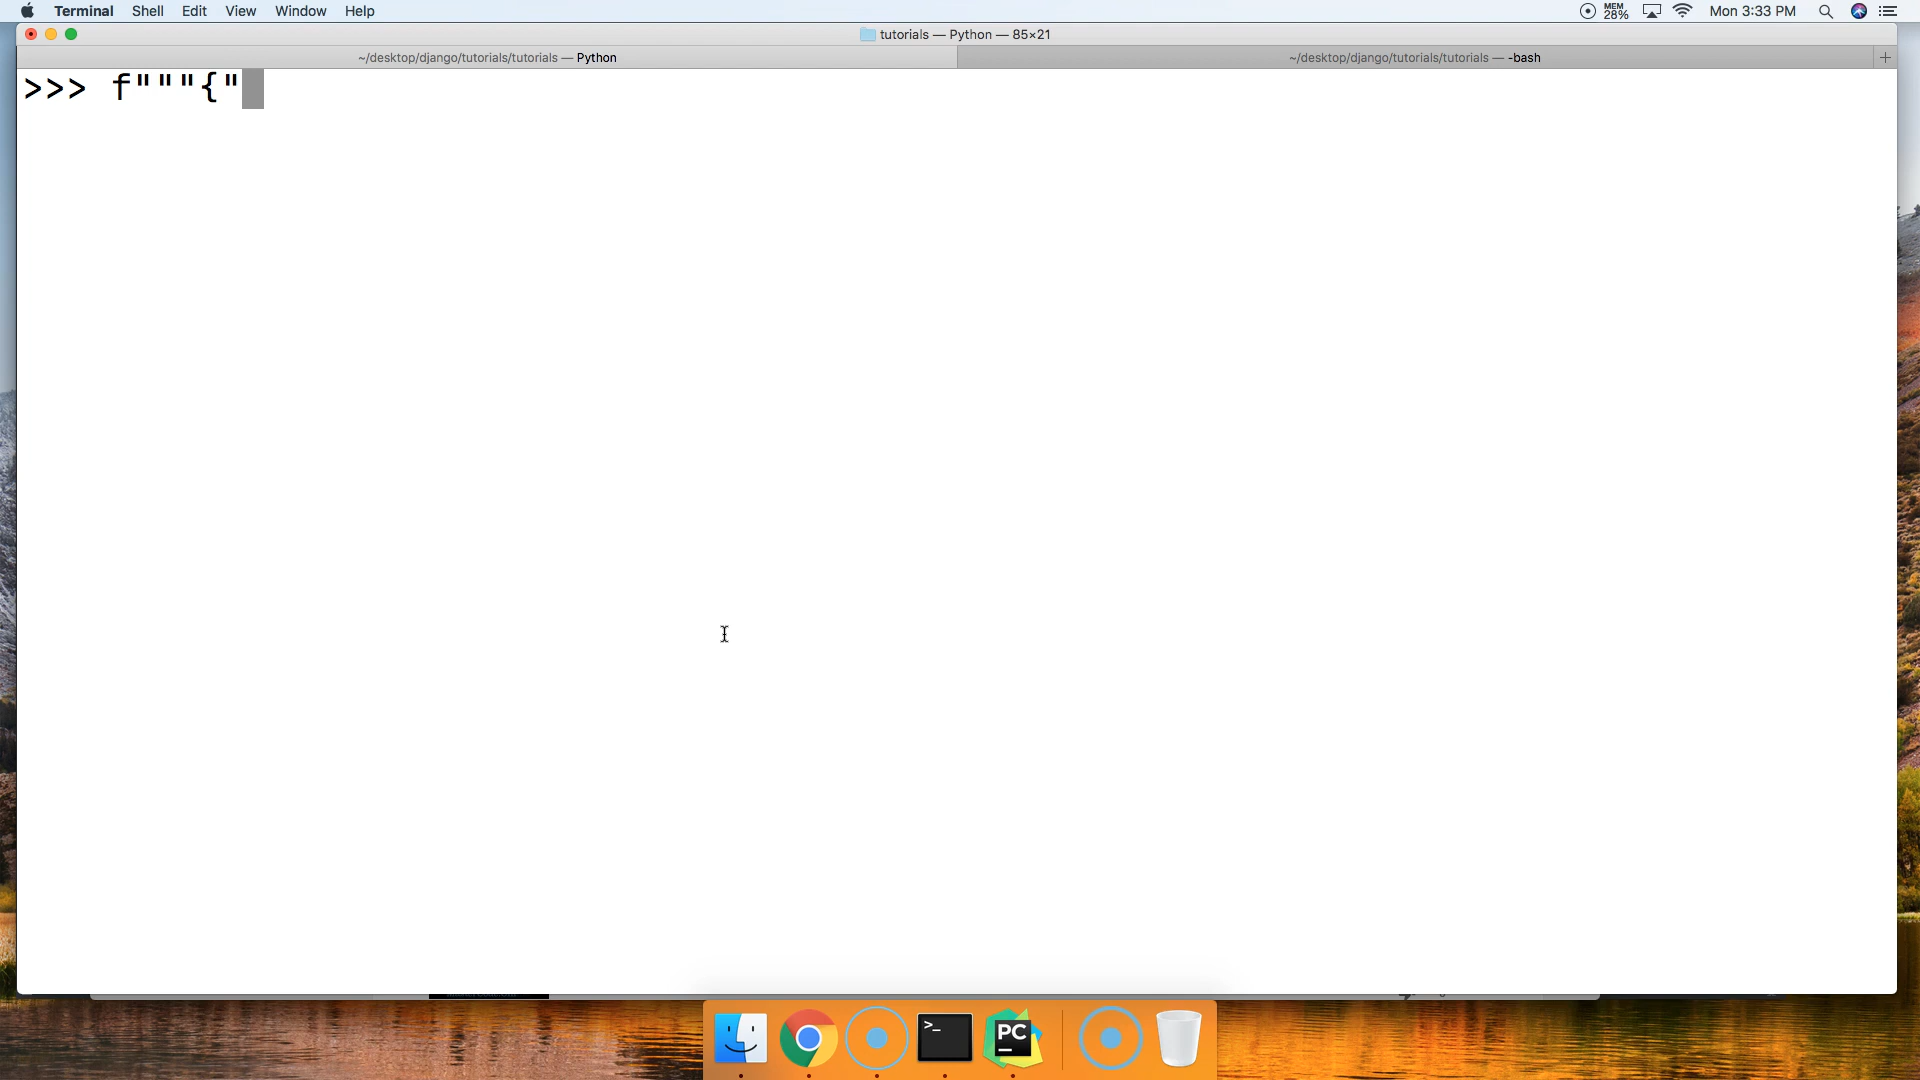 Terminal Shell Edit View Window Help MEM 28% Mon 3:33 PM
tutorials — Python — 85×21
~/desktop/django/tutorials/tutorials — Python ~/desktop/django/tutorials/tutorials — -bash +
>>> f"""{"
>_ PC